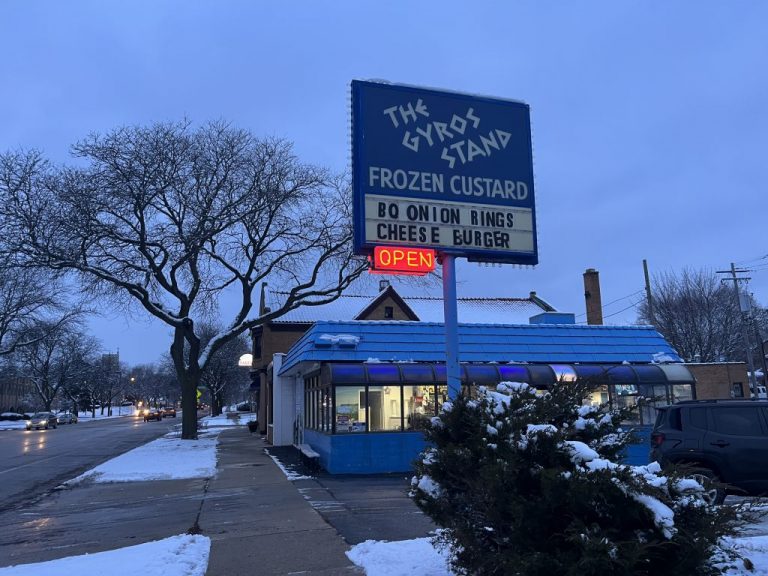 THE
GYROS
STAND
FROZEN CUSTARD
BQ ONION RINGS
CHEESE BURGER
OPEN